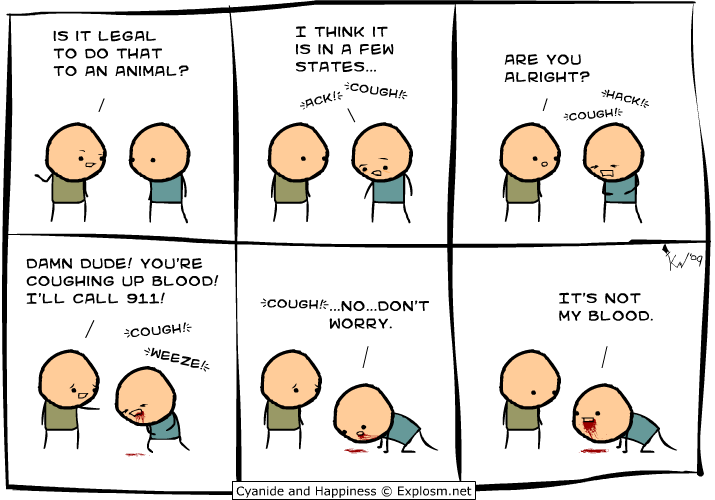 IS IT LEGAL
TO DO THAT
TO AN ANIMAL?
I THINK IT
IS IN A FEW
STATES...
ACK!
COUGH!
ARE YOU
ALRIGHT?
HACK!
COUGH!
DAMN DUDE! YOU'RE
COUGHING UP BLOOD!
I'LL CALL 911!
COUGH!
WEEZE!
COUGH!...NO...DON'T
WORRY.
IT'S NOT
MY BLOOD.
Cyanide and Happiness © Explosm.net